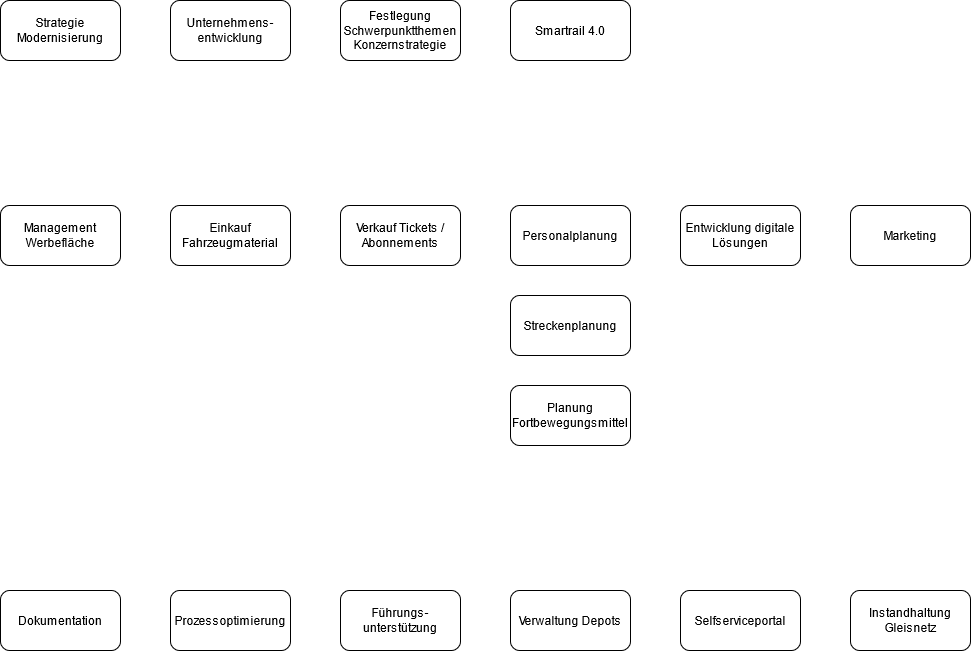 Strategie
Modernisierung
Unternehmens-
entwicklung
Festlegung
Schwerpunktthemen
Konzernstrategie
Smartrail 4.0
Management
Werbefläche
Einkauf
Fahrzeugmaterial
Verkauf Tickets /
Abonnements
Personalplanung
Entwicklung digitale
Lösungen
Marketing
Streckenplanung
Planung
Fortbewegungsmittel
Dokumentation
Prozessoptimierung
Führungs-
unterstützung
Verwaltung Depots
Selfserviceportal
Instandhaltung
Gleisnetz